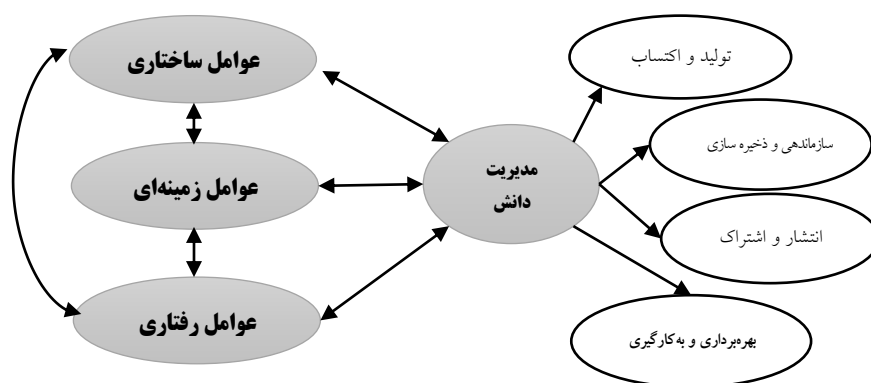 عوامل ساختاری
عوامل زمینه‌ای
عوامل رفتاری
مدیریت
دانش
تولید و اکتساب
سازماندهی و ذخیره سازی
انتشار و اشتراک
بهره‌برداری و به‌کارگیری